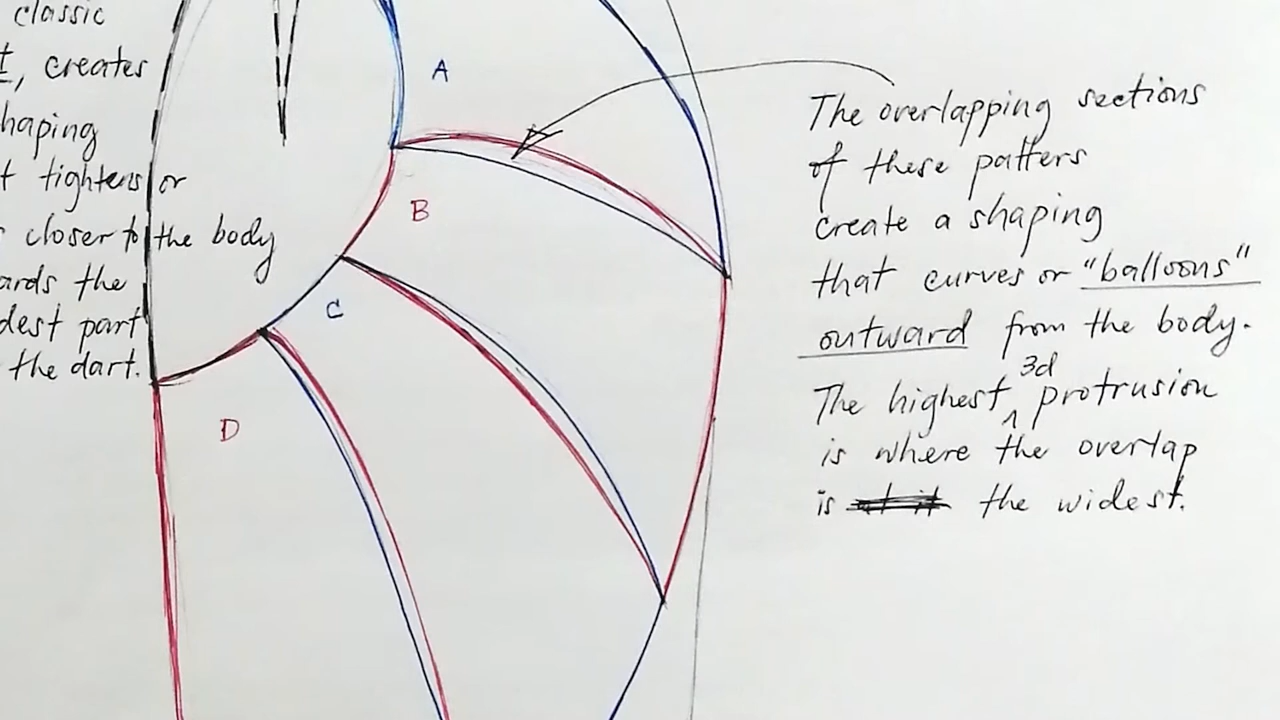 classic
, creates
haping
t tightens or
closer to the body
ards the
dest part
the dart.
A
B
C
D
The overlapping sections
of these patters
create a shaping
that curves or "balloons"
outward from the body.
The highest 3d protrusion
is where the overlap
is the widest.